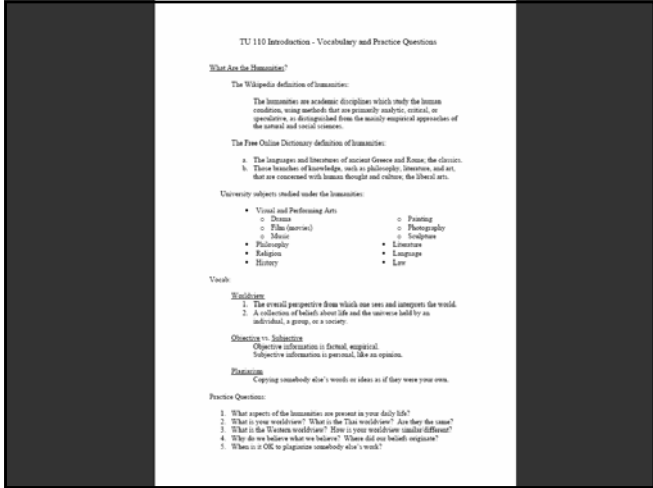 TU 110 Introduction - Vocabulary and Practice Questions
What Are the Humanities?
The Wikipedia definition of humanities:
The humanities are academic disciplines which study the human
condition, using methods that are primarily analytic, critical, or
speculative, as distinguished from the mainly empirical approaches of
the natural and social sciences.
The Free Online Dictionary definition of humanities:
a. The languages and literatures of ancient Greece and Rome; the classics.
b. Those branches of knowledge, such as philosophy, literature, and art,
that are concerned with human thought and culture; the liberal arts.
University subjects studied under the humanities:
• Visual and Performing Arts
o Drama
o Film (movies)
o Music
• Philosophy
• Religion
• History
o Painting
o Photography
o Sculpture
• Literature
• Language
• Law
Vocab:
Worldview
1. The overall perspective from which one sees and interprets the world.
2. A collection of beliefs about life and the universe held by an
individual, a group, or a society.
Objective vs. Subjective
Objective information is factual, empirical.
Subjective information is personal, like an opinion.
Plagiarism
Copying somebody else's words or ideas as if they were your own.
Practice Questions:
1. What aspects of the humanities are present in your daily life?
2. What is your worldview? What is the Thai worldview? Are they the same?
3. What is the Western worldview? How is your worldview similar/different?
4. Why do we believe what we believe? Where did our beliefs originate?
5. When is it OK to plagiarize somebody else's work?